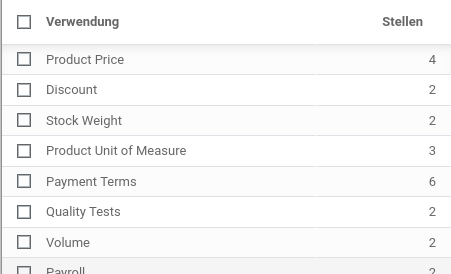 Verwendung Stellen
Product Price 4
Discount 2
Stock Weight 2
Product Unit of Measure 3
Payment Terms 6
Quality Tests 2
Volume 2
Payroll 2